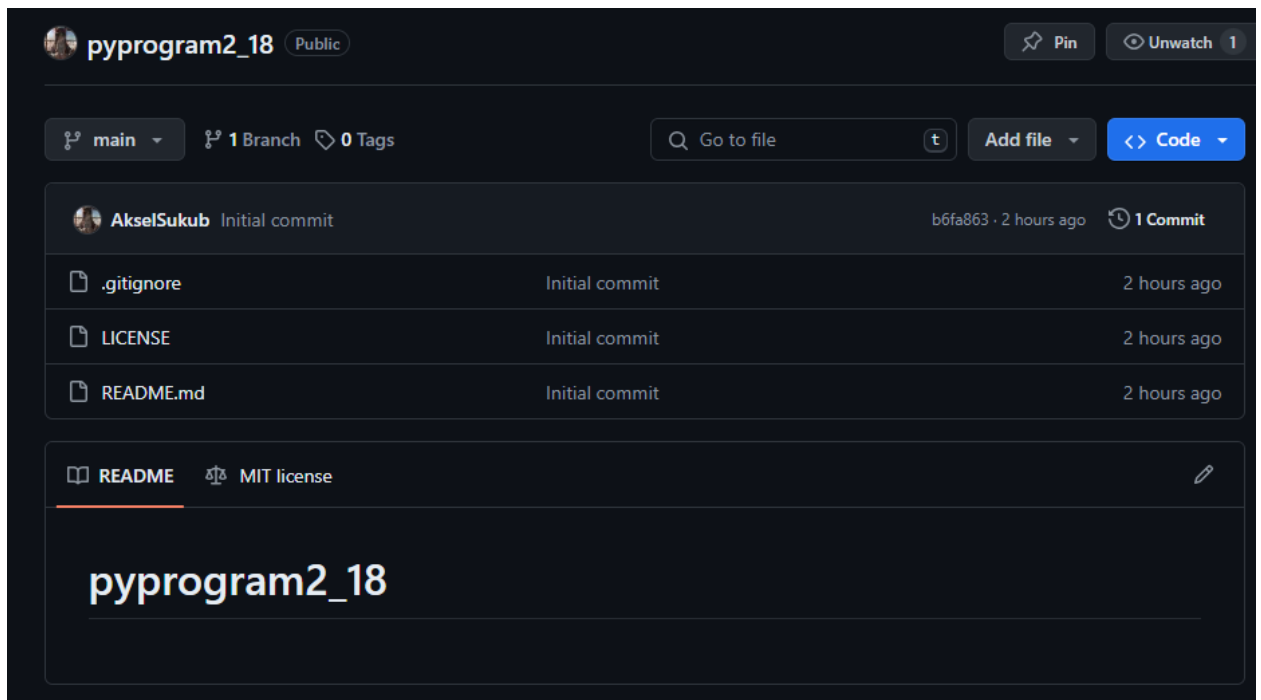 pyprogram2_18 Public Pin Unwatch 1
main 1 Branch 0 Tags Go to file t Add file Code
AkselSukub Initial commit b6fa863 · 2 hours ago 1 Commit
.gitignore Initial commit 2 hours ago
LICENSE Initial commit 2 hours ago
README.md Initial commit 2 hours ago
README MIT license
pyprogram2_18